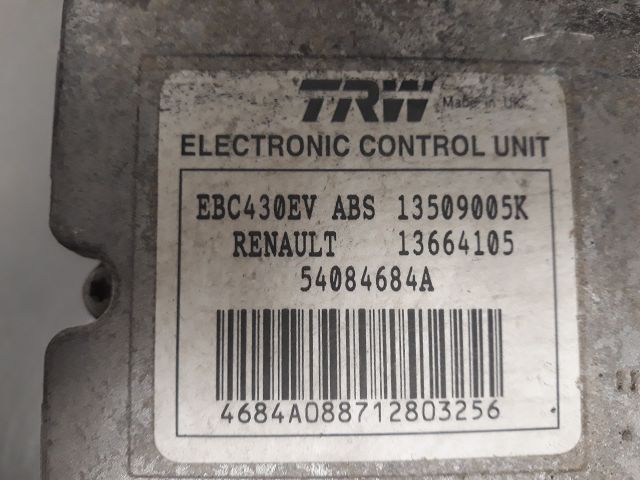 TRW Made in UK
ELECTRONIC CONTROL UNIT
EBC430EV ABS 13509005K
RENAULT 13664105
54084684A
4684A088712803256